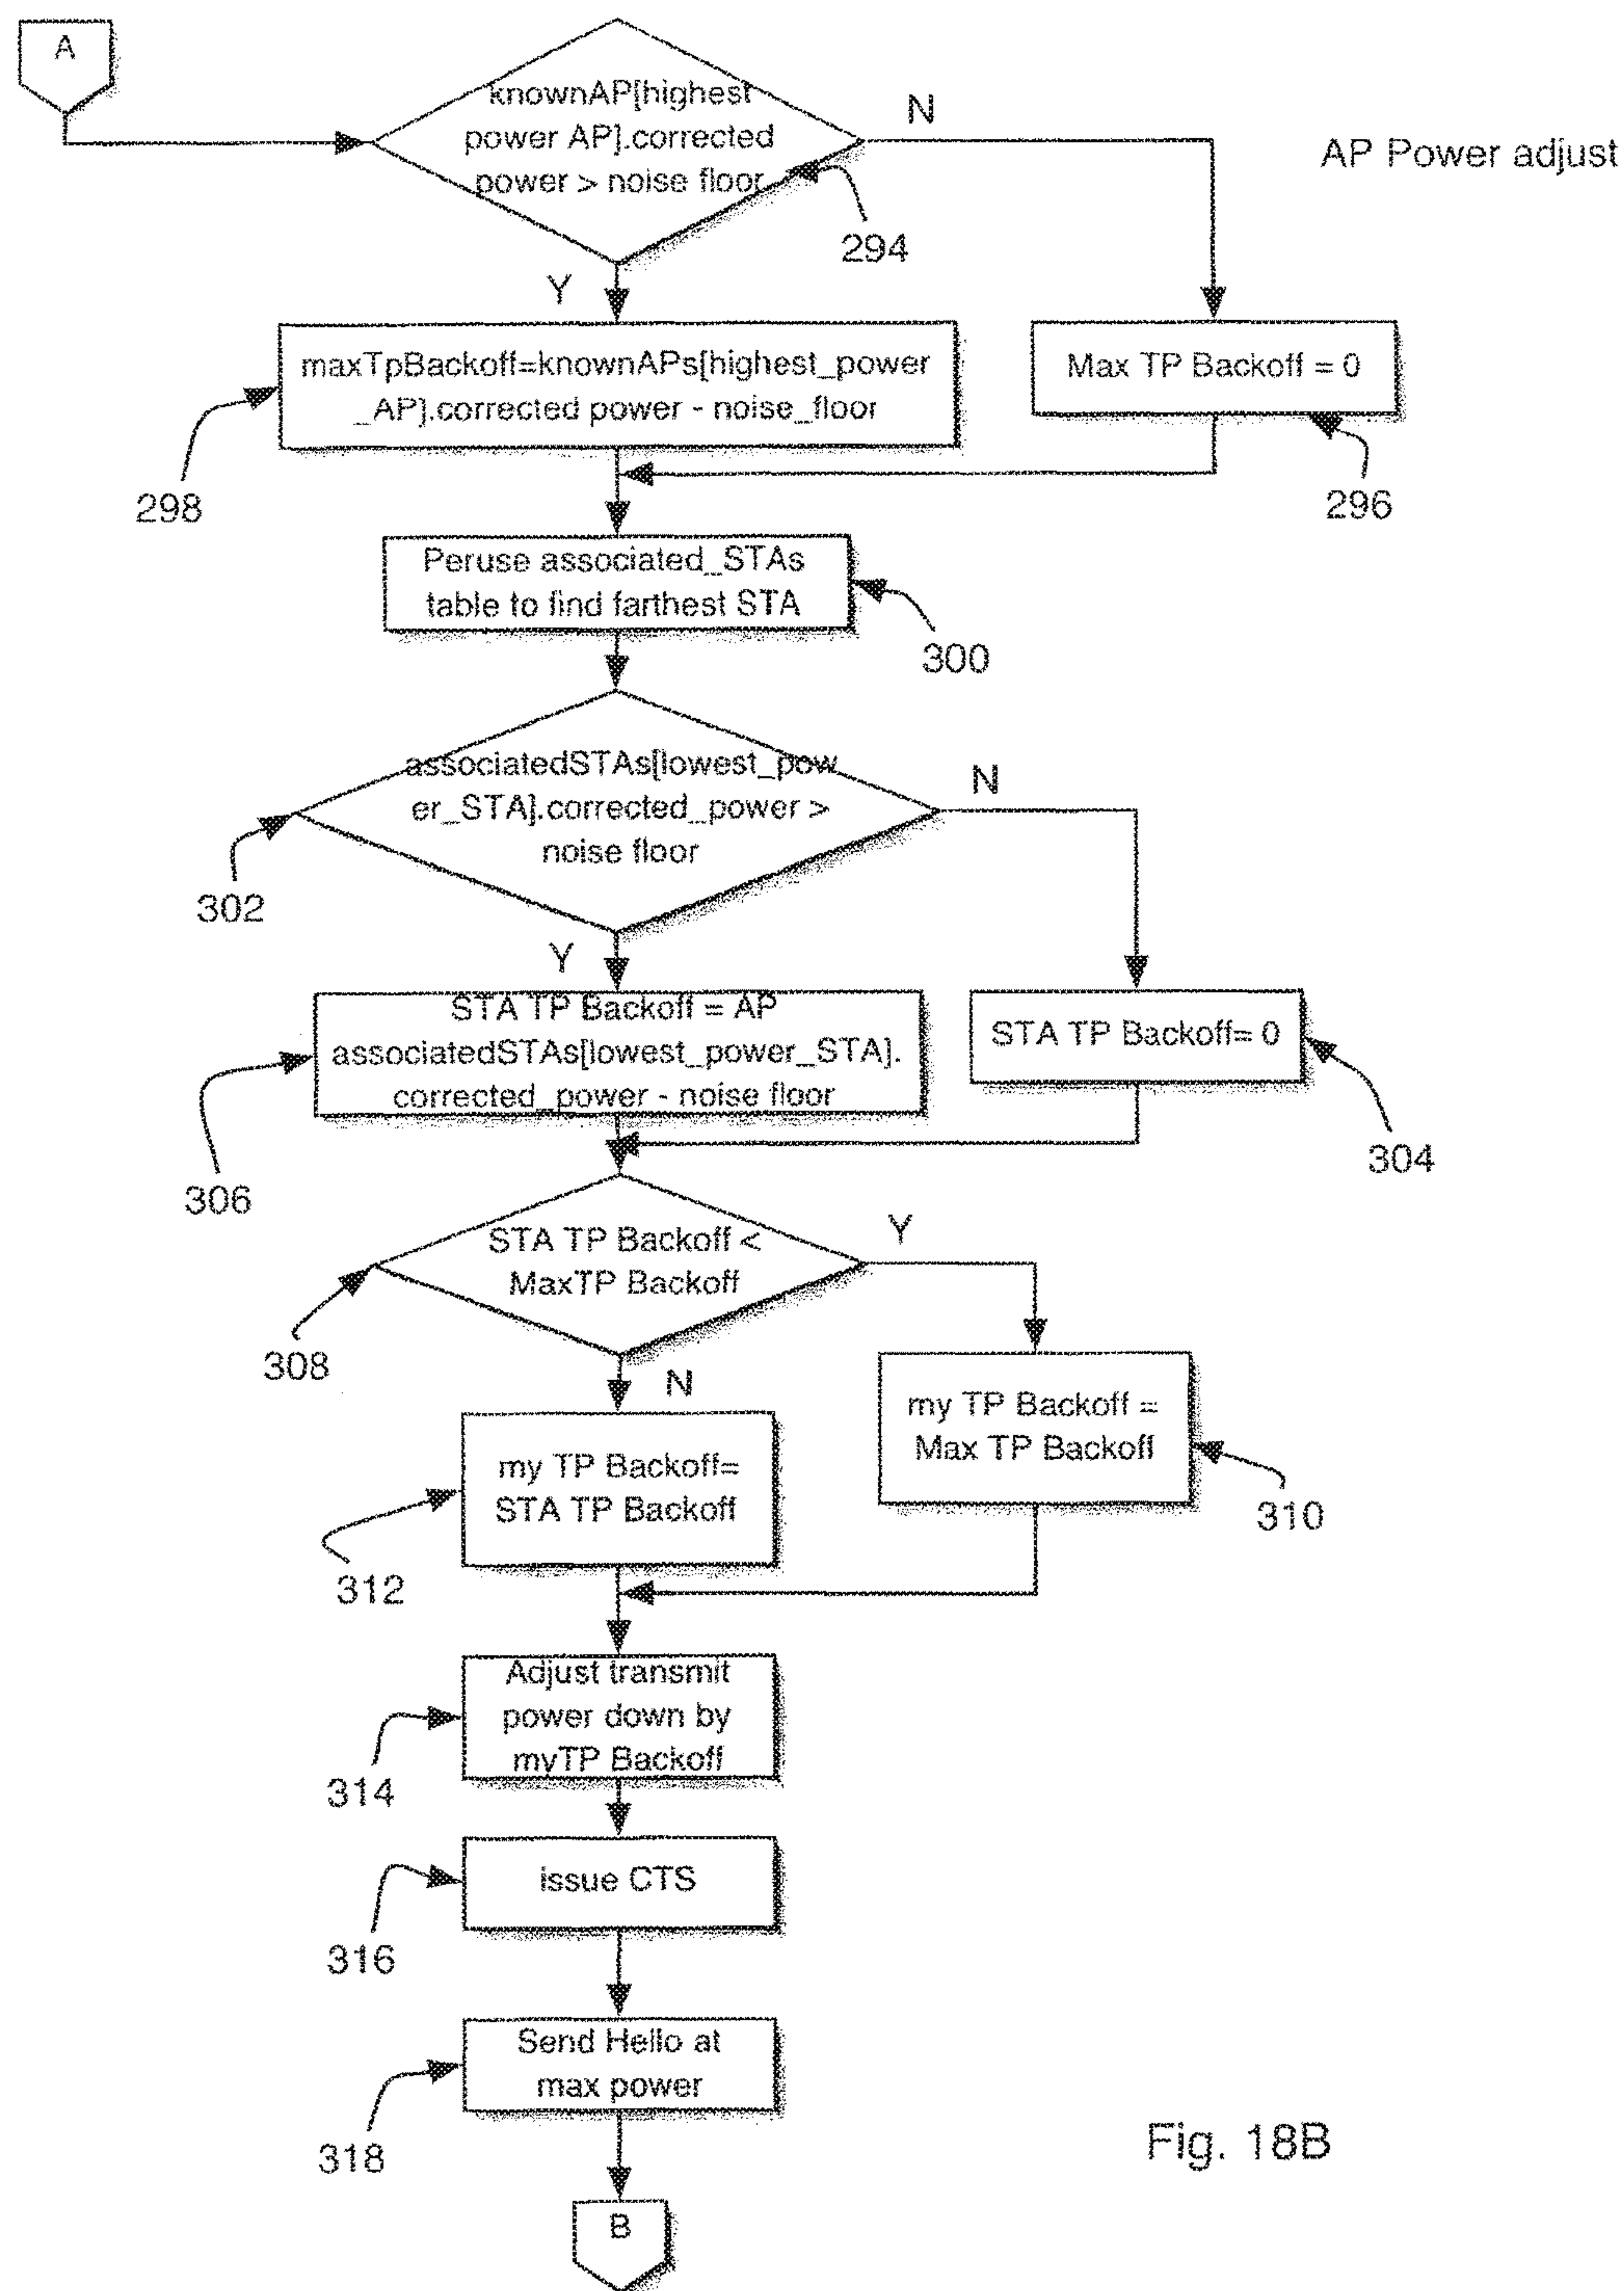 A
knownAP[highest
power AP].corrected
power > noise floor
N
AP Power adjust
294
Y
maxTpBackoff=knownAPs[highest_power
_AP].corrected power - noise_floor
Max TP Backoff = 0
298
296
Peruse associated_STAs
table to find farthest STA
300
associatedSTAs[lowest_pow
er_STA].corrected_power >
noise floor
N
302
Y
STA TP Backoff = AP
associatedSTAs[lowest_power_STA].
corrected_power - noise floor
STA TP Backoff= 0
306
304
STA TP Backoff <
MaxTP Backoff
Y
308
N
my TP Backoff =
Max TP Backoff
my TP Backoff=
STA TP Backoff
310
312
Adjust transmit
power down by
myTP Backoff
314
issue CTS
316
Send Hello at
max power
318
Fig. 18B
B